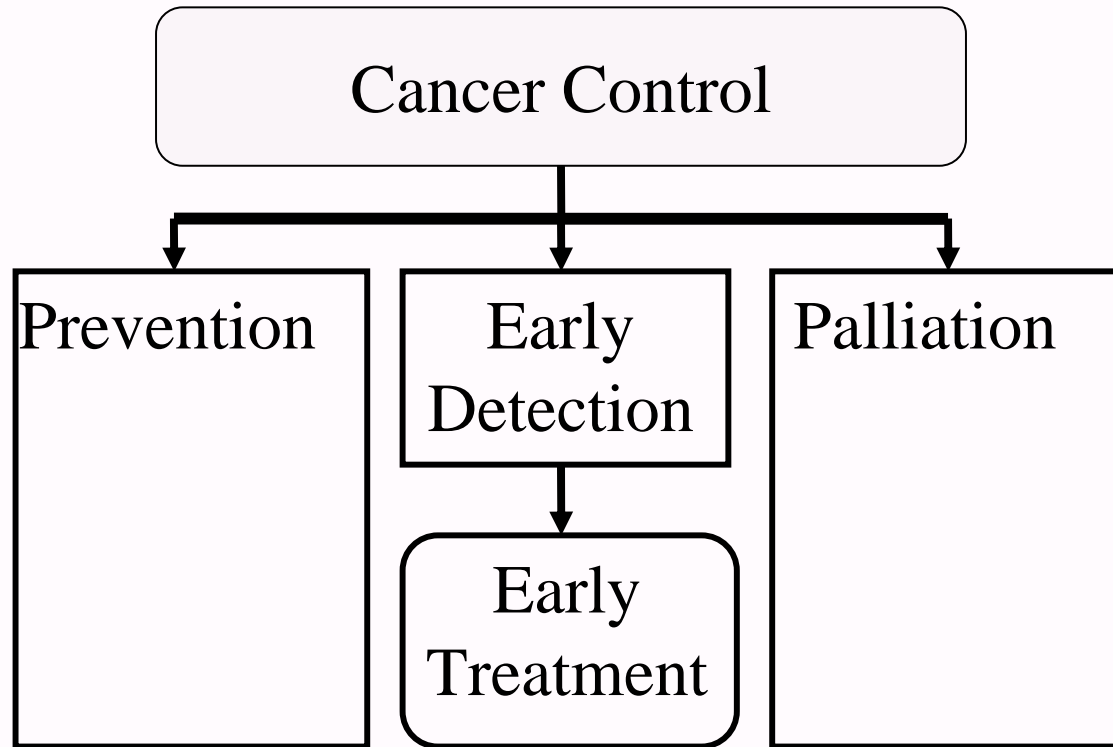 Cancer Control
Prevention
Early
Detection
Palliation
Early
Treatment